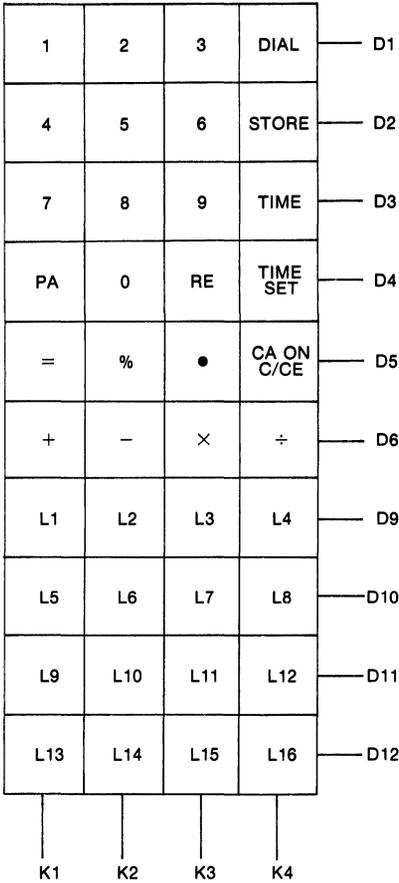 1 2 3 DIAL D1
4 5 6 STORE D2
7 8 9 TIME D3
PA 0 RE TIME SET D4
= % ● CA ON C/CE D5
+ − × ÷ D6
L1 L2 L3 L4 D9
L5 L6 L7 L8 D10
L9 L10 L11 L12 D11
L13 L14 L15 L16 D12
K1 K2 K3 K4